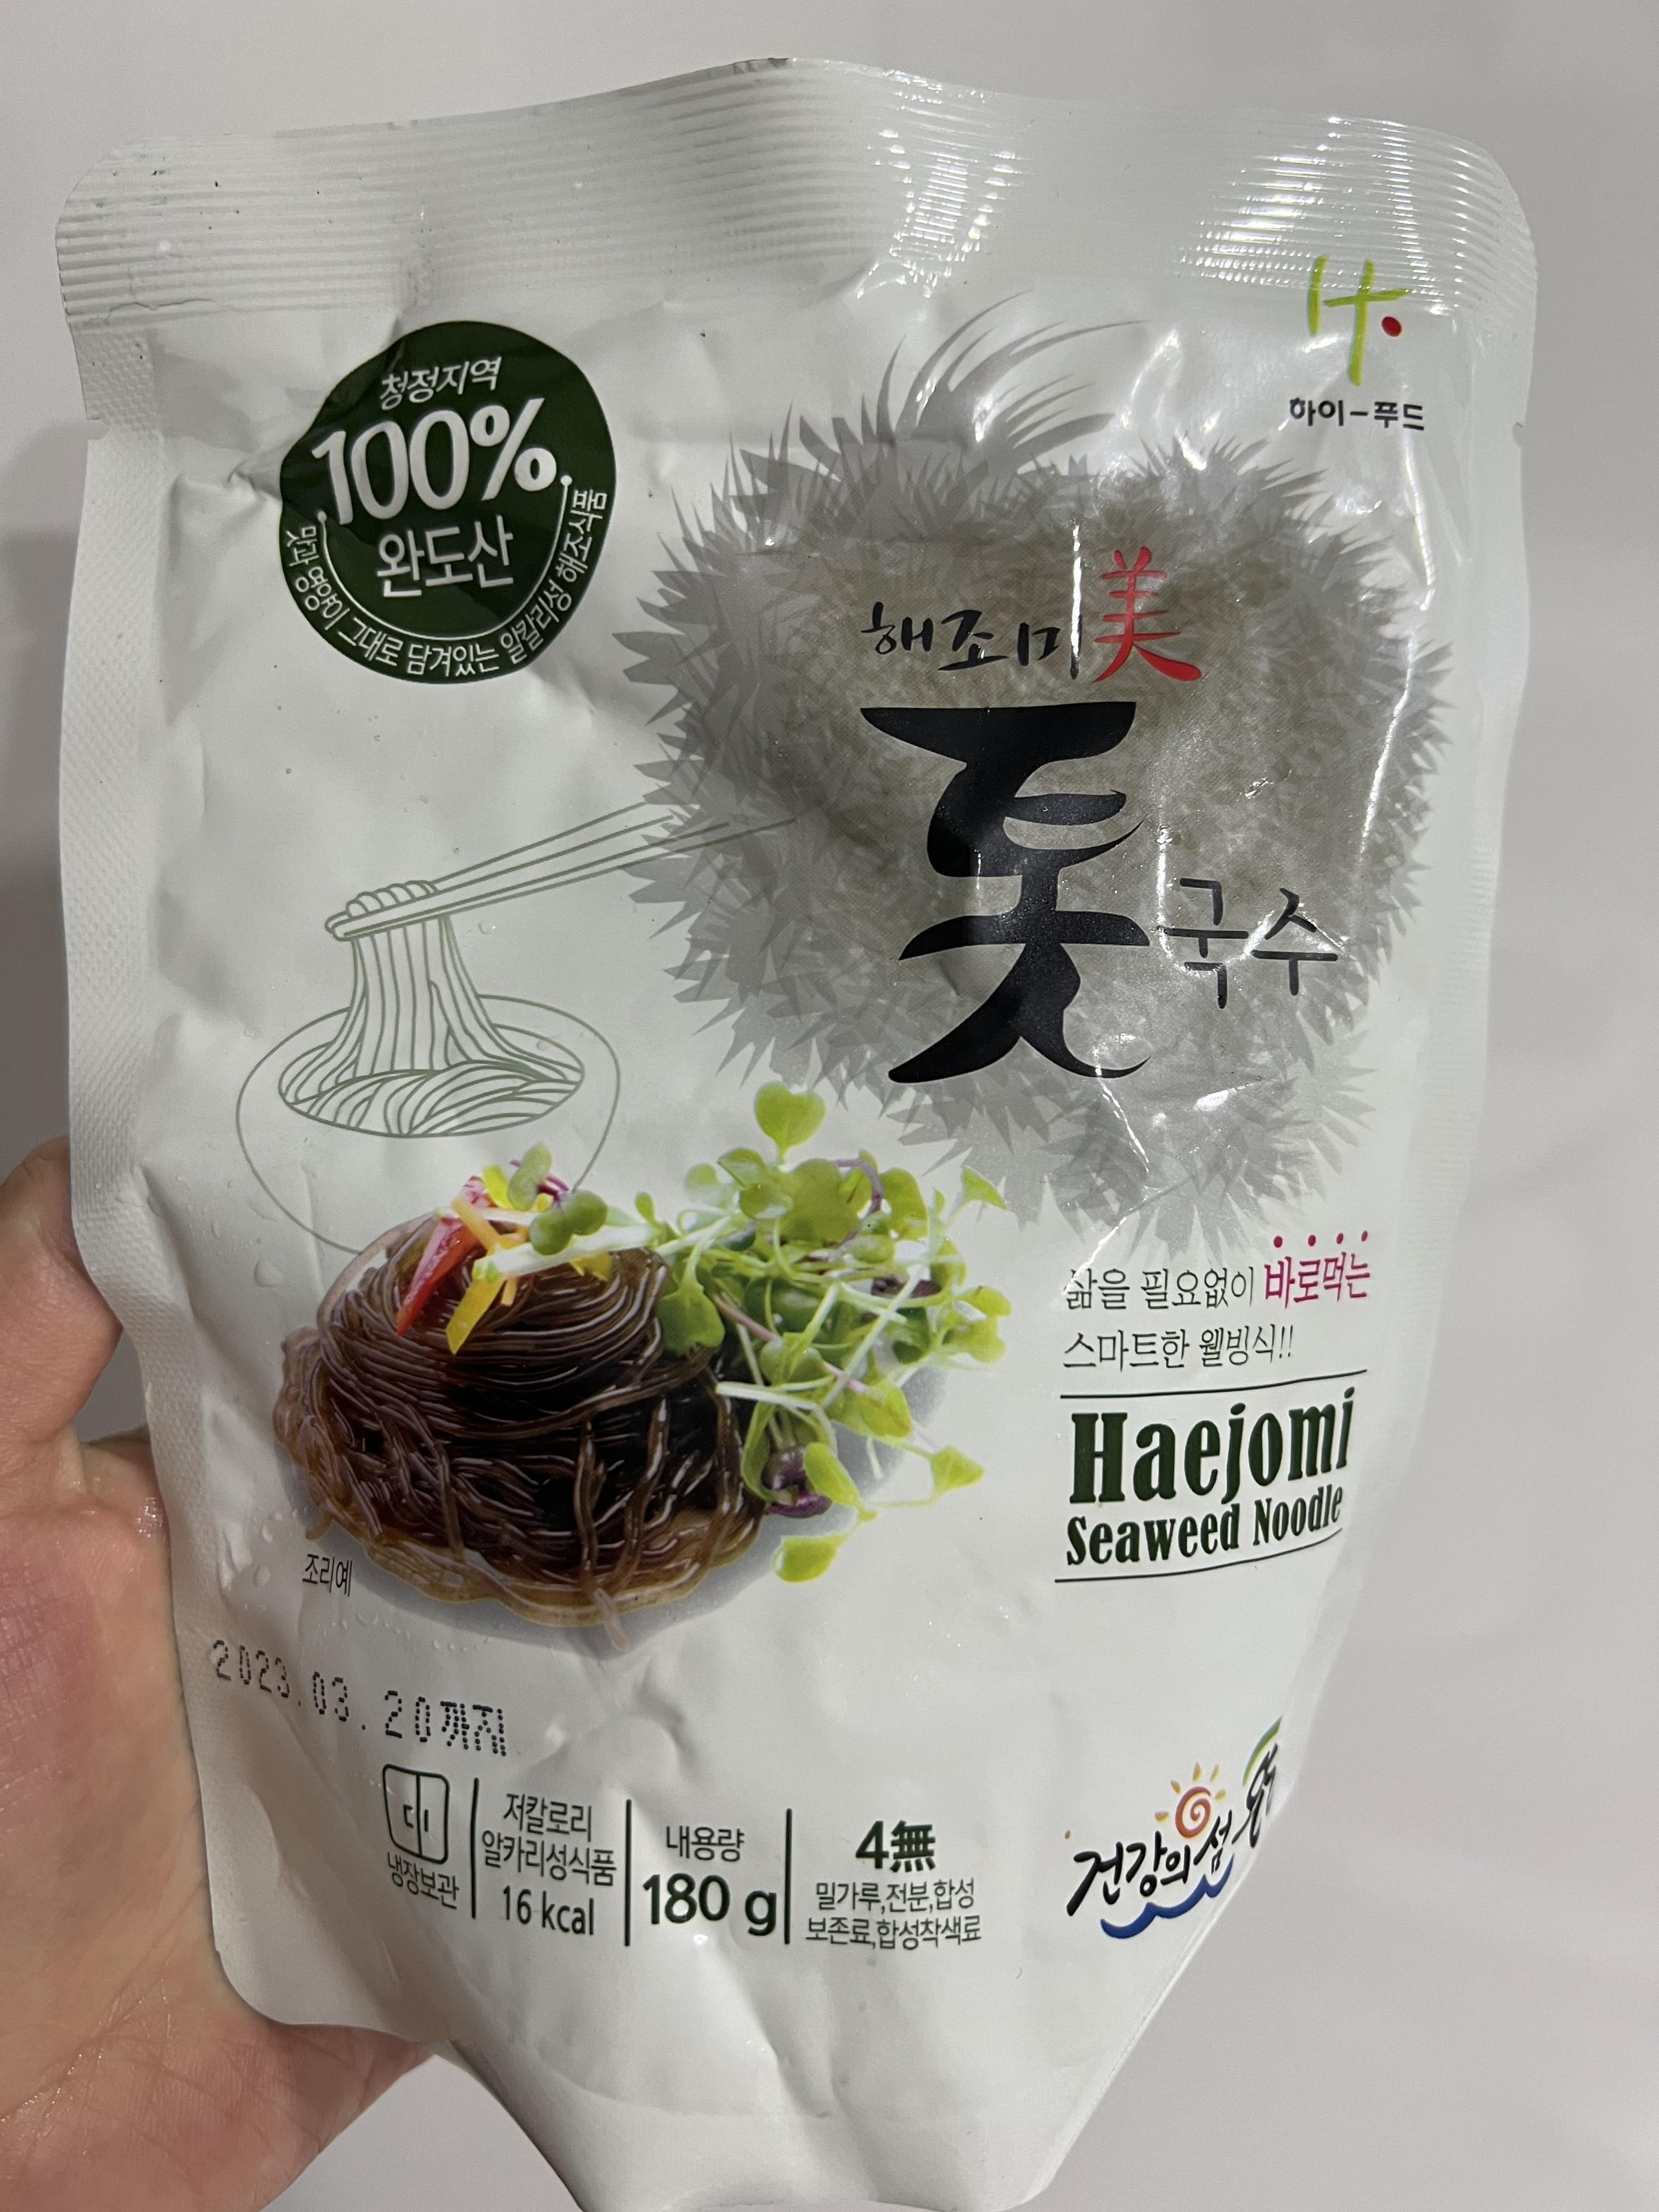 청정지역
100%
완도산
맛과 영양이 그대로 담겨있는 알칼리성 해조식품
하이-푸드
해조미美
톳국수
삶을 필요없이 바로먹는
스마트한 웰빙식!!
Haejomi
Seaweed Noodle
조리예
2023.03.20까지
냉장보관
저칼로리
알카리성식품
16 kcal
내용량
180 g
4無
밀가루,전분,합성
보존료,합성착색료
건강의 섬